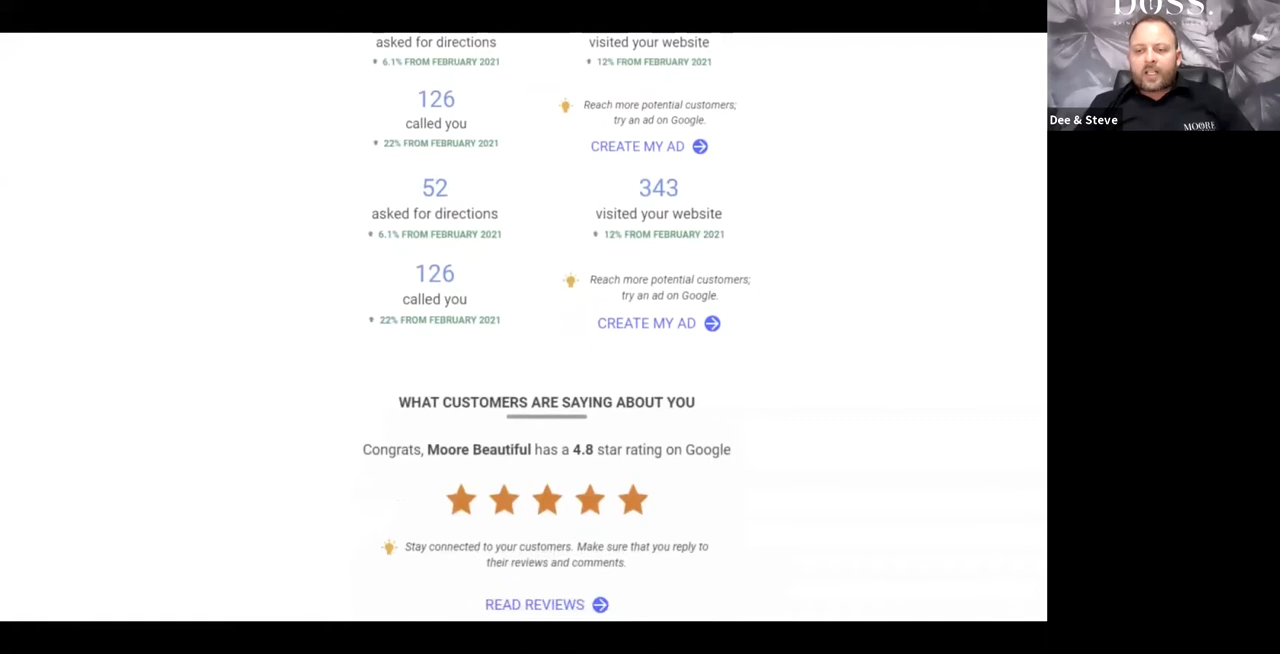 asked for directions
visited your website
6.1% FROM FEBRUARY 2021
12% FROM FEBRUARY 2021
126
called you
22% FROM FEBRUARY 2021
Reach more potential customers;
try an ad on Google.
CREATE MY AD
52
asked for directions
6.1% FROM FEBRUARY 2021
343
visited your website
12% FROM FEBRUARY 2021
126
called you
22% FROM FEBRUARY 2021
Reach more potential customers;
try an ad on Google.
CREATE MY AD
WHAT CUSTOMERS ARE SAYING ABOUT YOU
Congrats, Moore Beautiful has a 4.8 star rating on Google
Stay connected to your customers. Make sure that you reply to
their reviews and comments.
READ REVIEWS
Dee & Steve
MOORE